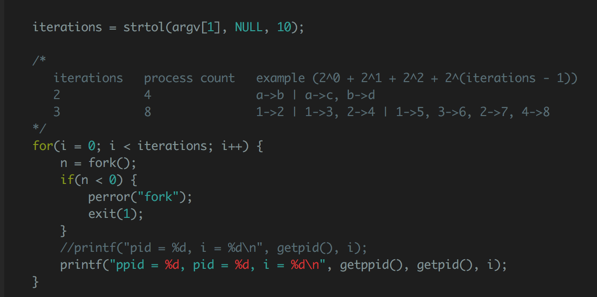 iterations = strtol(argv[1], NULL, 10);
/*
iterations process count example (2^0 + 2^1 + 2^2 + 2^(iterations - 1))
2 4 a->b | a->c, b->d
3 8 1->2 | 1->3, 2->4 | 1->5, 3->6, 2->7, 4->8
*/
for(i = 0; i < iterations; i++) {
n = fork();
if(n < 0) {
perror("fork");
exit(1);
}
//printf("pid = %d, i = %d\n", getpid(), i);
printf("ppid = %d, pid = %d, i = %d\n", getppid(), getpid(), i);
}